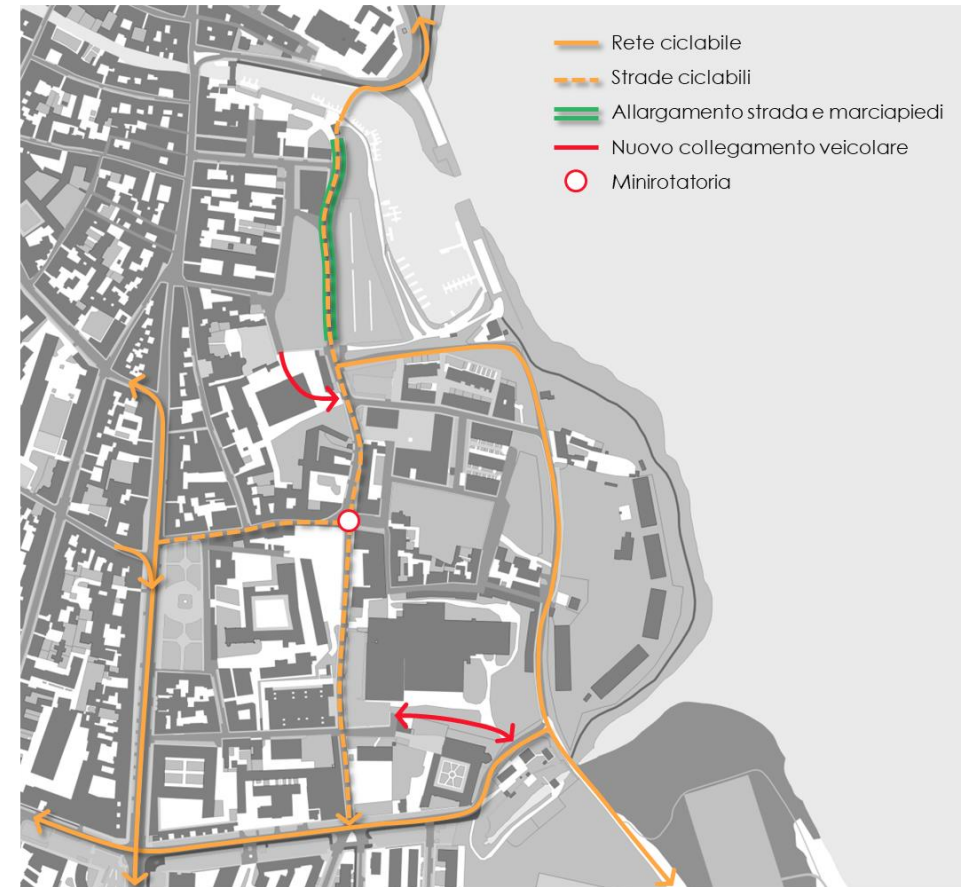 Rete ciclabile
Strade ciclabili
Allargamento strada e marciapiedi
Nuovo collegamento veicolare
Minirotatoria